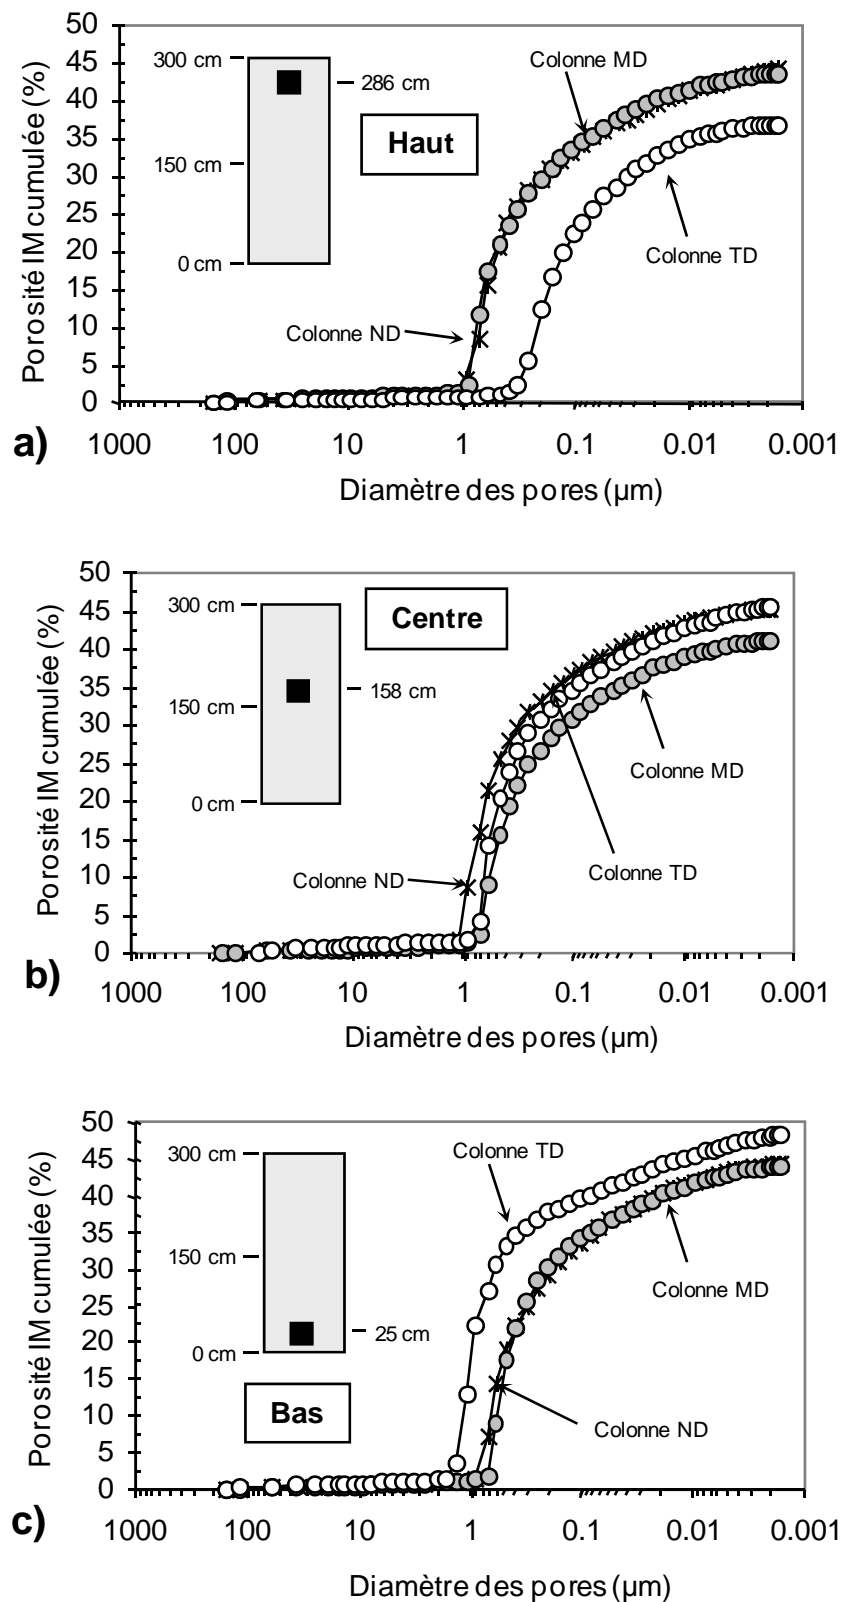 Porosité IM cumulée (%)
50
45
40
35
30
25
20
15
10
5
0
300 cm
286 cm
150 cm
0 cm
Haut
Colonne MD
Colonne TD
Colonne ND
1000 100 10 1 0.1 0.01 0.001
a)
Diamètre des pores (µm)
Porosité IM cumulée (%)
50
45
40
35
30
25
20
15
10
5
0
300 cm
158 cm
150 cm
0 cm
Centre
Colonne MD
Colonne TD
Colonne ND
b)
1000 100 10 1 0.1 0.01 0.001
Diamètre des pores (µm)
Porosité IM cumulée (%)
50
45
40
35
30
25
20
15
10
5
0
300 cm
150 cm
25 cm
0 cm
Bas
Colonne TD
Colonne MD
Colonne ND
c)
1000 100 10 1 0.1 0.01 0.001
Diamètre des pores (µm)